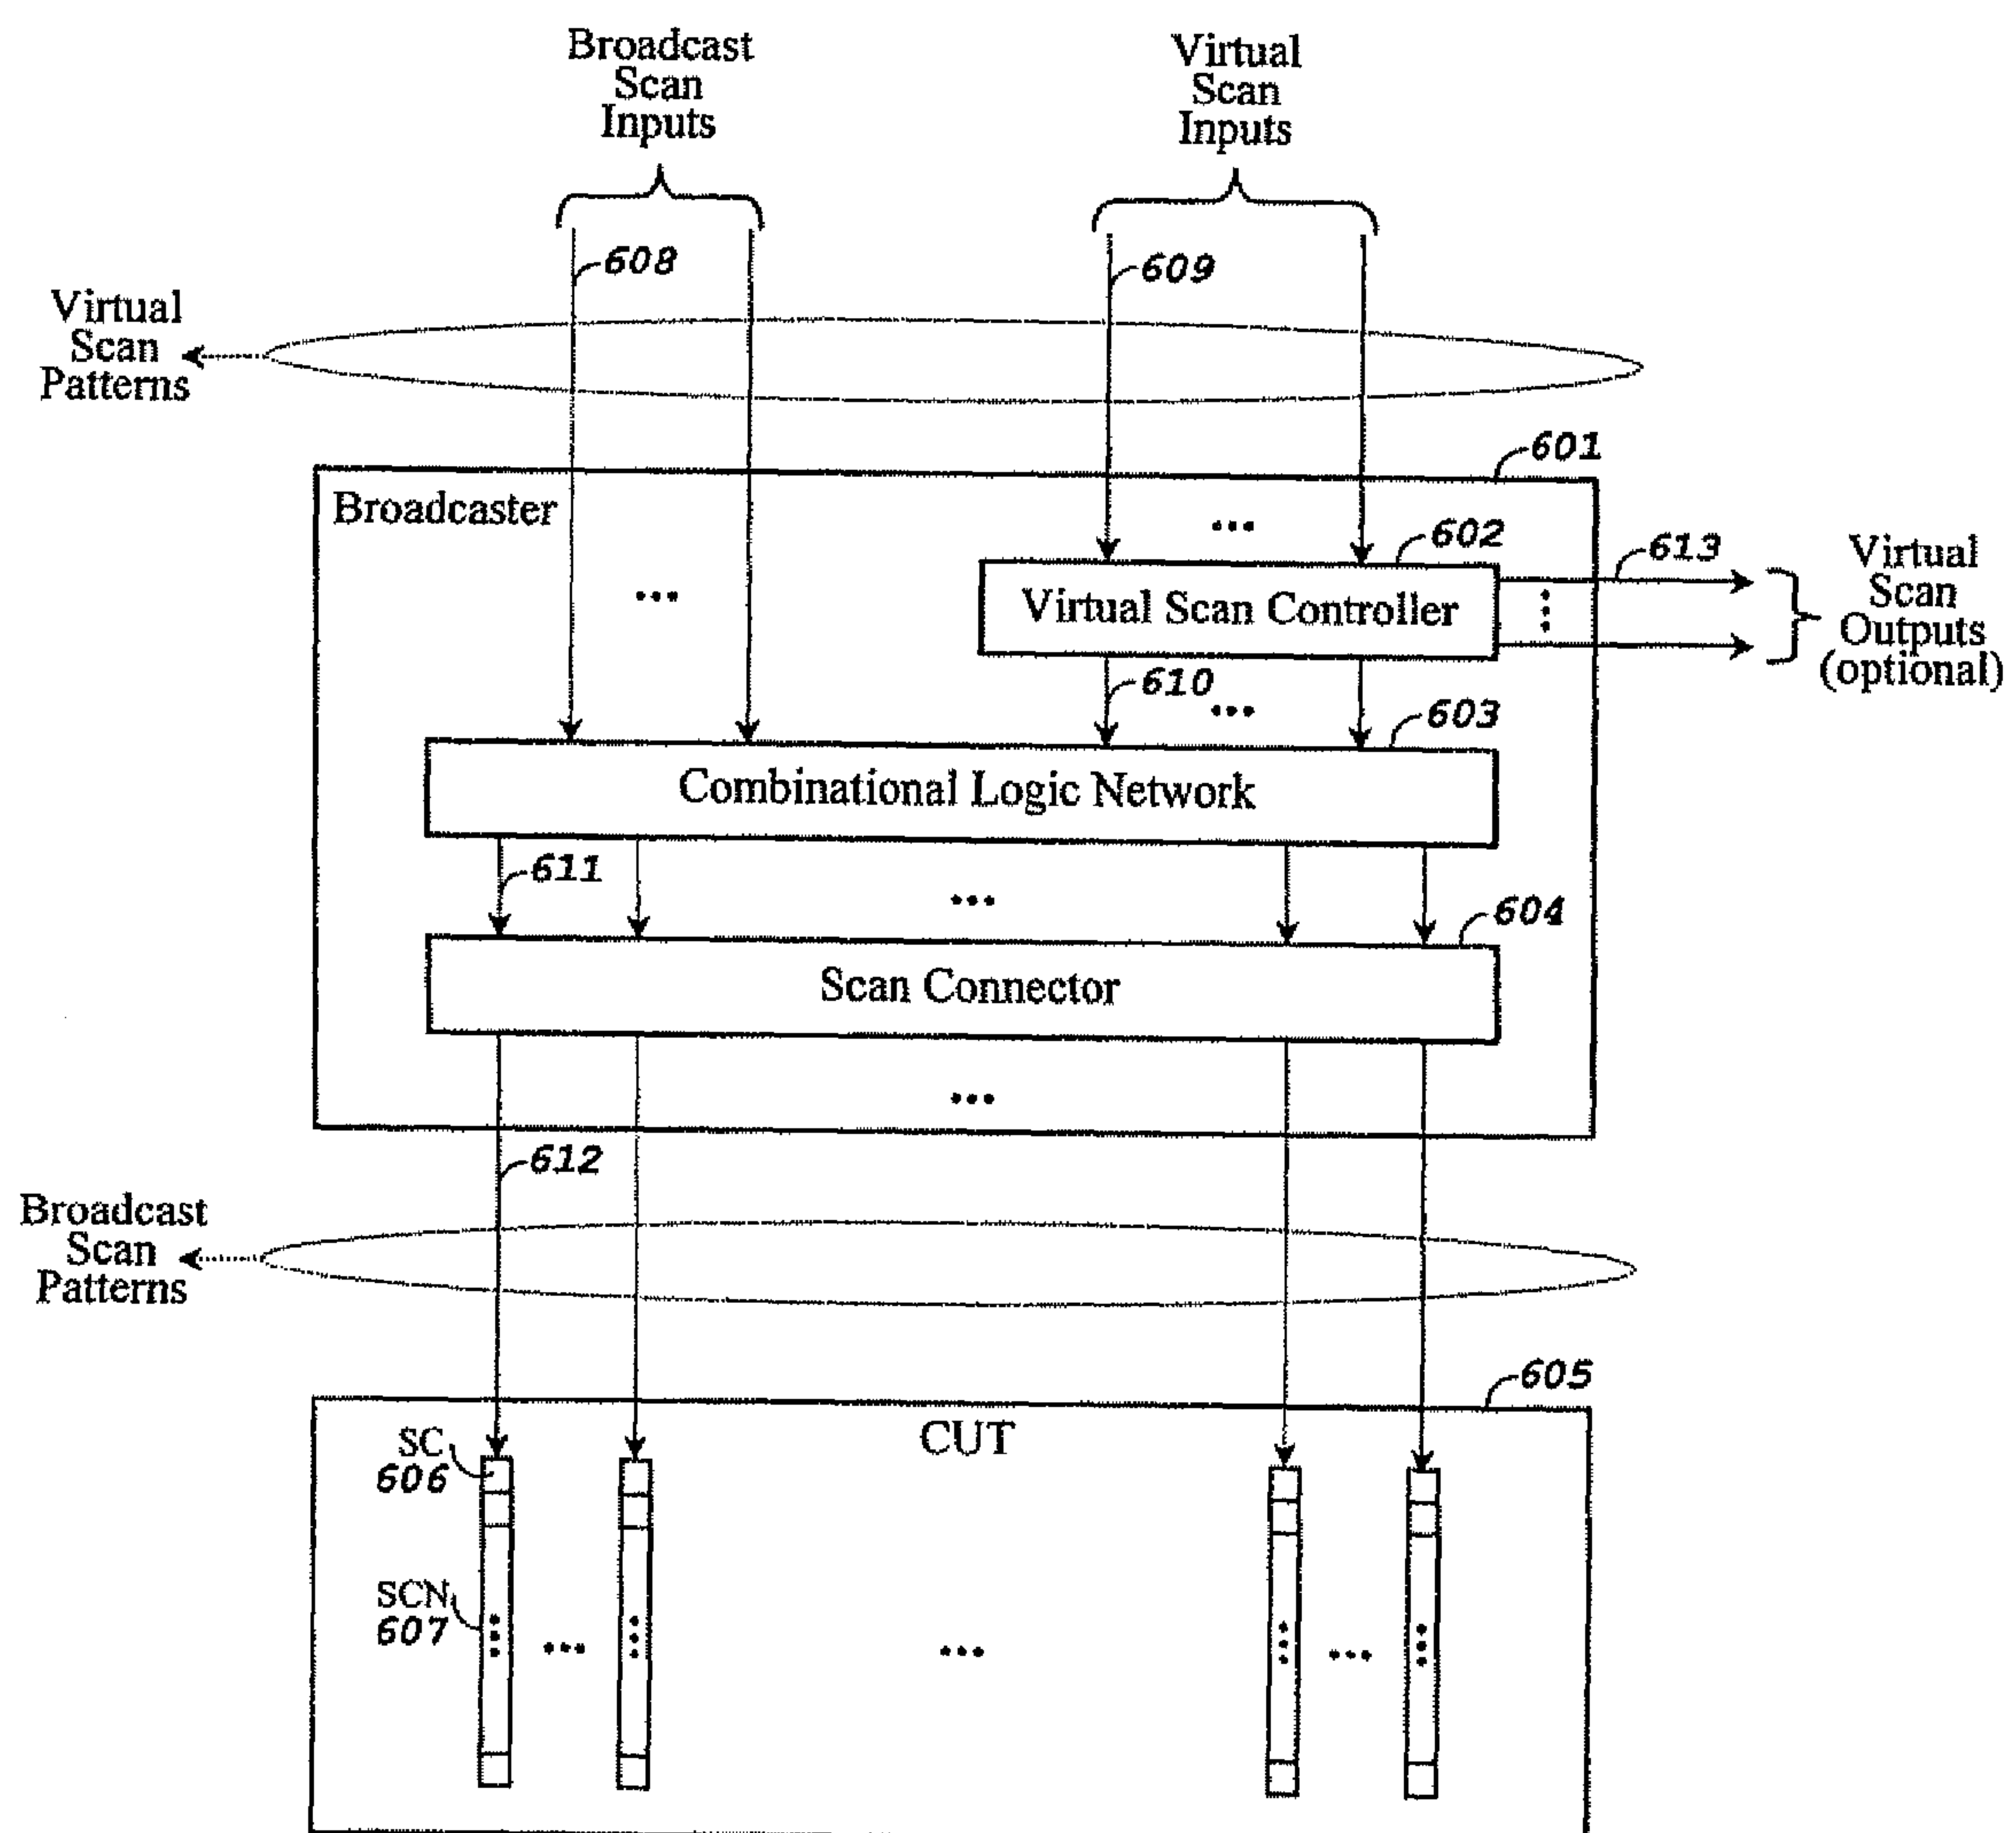 Broadcast
Scan
Inputs
Virtual
Scan
Inputs
608
609
Virtual
Scan
Patterns
601
Broadcaster
602
613
Virtual
Scan
Outputs
(optional)
Virtual Scan Controller
610
603
Combinational Logic Network
611
604
Scan Connector
612
Broadcast
Scan
Patterns
605
CUT
SC
606
SCN
607